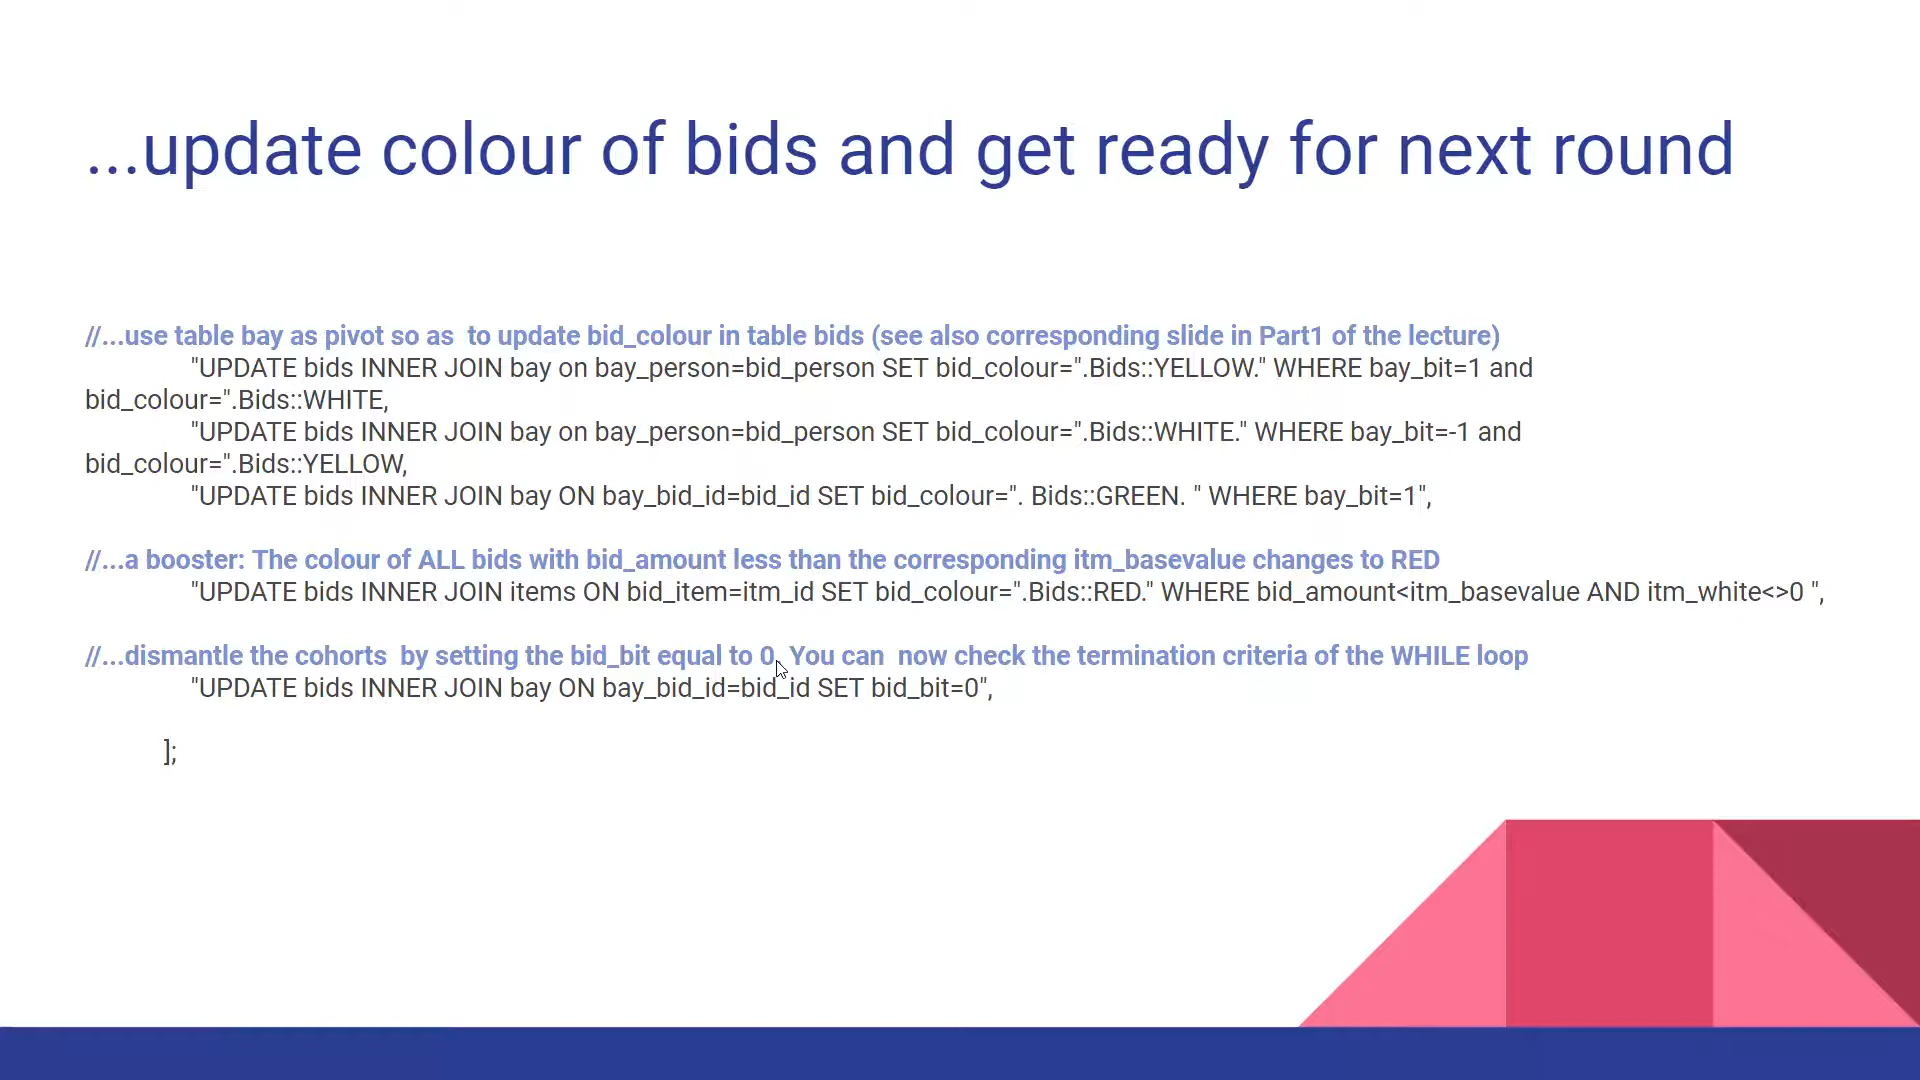 ...update colour of bids and get ready for next round
//...use table bay as pivot so as  to update bid_colour in table bids (see also corresponding slide in Part1 of the lecture)
"UPDATE bids INNER JOIN bay on bay_person=bid_person SET bid_colour=".Bids::YELLOW." WHERE bay_bit=1 and
bid_colour=".Bids::WHITE,
"UPDATE bids INNER JOIN bay on bay_person=bid_person SET bid_colour=".Bids::WHITE." WHERE bay_bit=-1 and
bid_colour=".Bids::YELLOW,
"UPDATE bids INNER JOIN bay ON bay_bid_id=bid_id SET bid_colour=". Bids::GREEN. " WHERE bay_bit=1",
//...a booster: The colour of ALL bids with bid_amount less than the corresponding itm_basevalue changes to RED
"UPDATE bids INNER JOIN items ON bid_item=itm_id SET bid_colour=".Bids::RED." WHERE bid_amount<itm_basevalue AND itm_white<>0 ",
//...dismantle the cohorts  by setting the bid_bit equal to 0. You can  now check the termination criteria of the WHILE loop
"UPDATE bids INNER JOIN bay ON bay_bid_id=bid_id SET bid_bit=0",
];